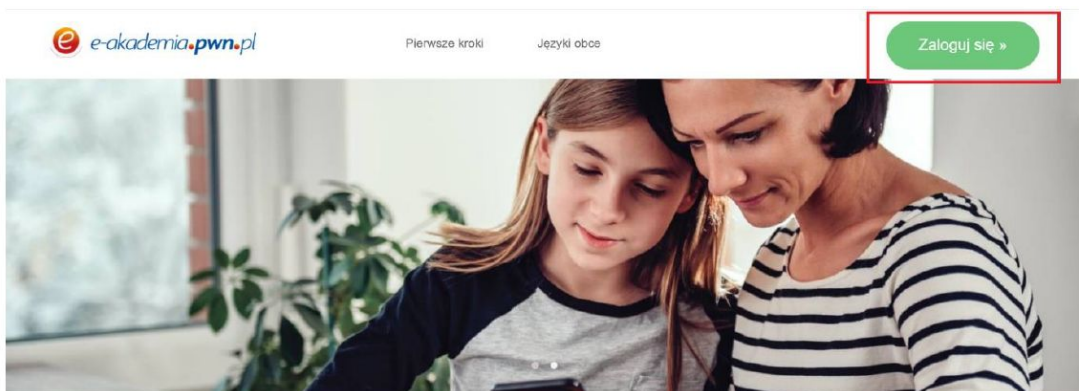 e-akademia.pwn.pl
Pierwsze kroki
Języki obce
Zaloguj się »